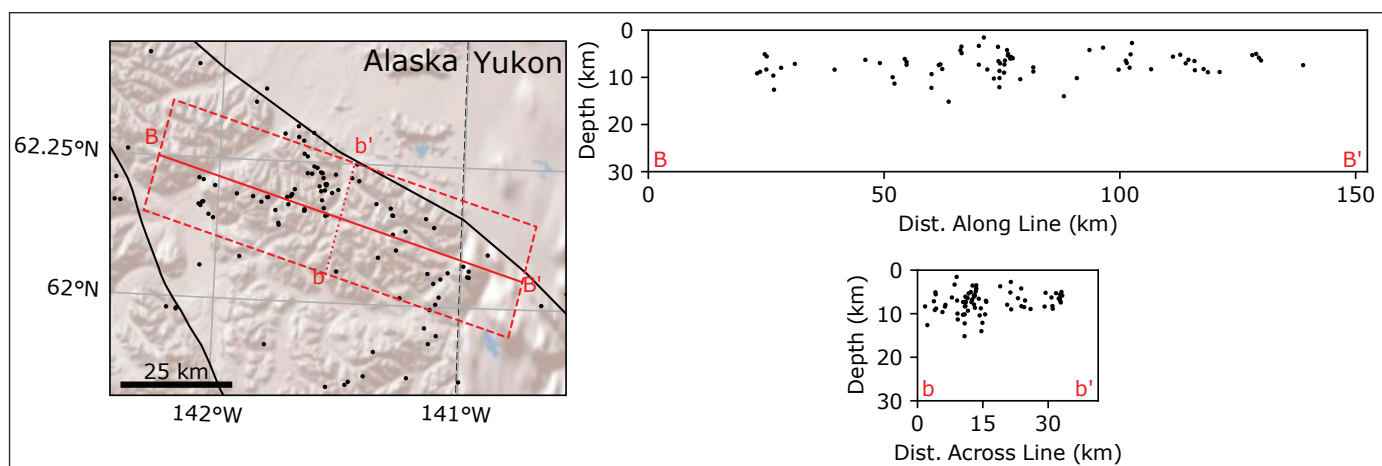 Alaska Yukon
62.25°N
62°N
142°W
141°W
25 km
B
B'
b'
b
Depth (km)
0
10
20
30
B
B'
0
50
100
150
Dist. Along Line (km)
Depth (km)
0
10
20
30
b
b'
0
15
30
Dist. Across Line (km)